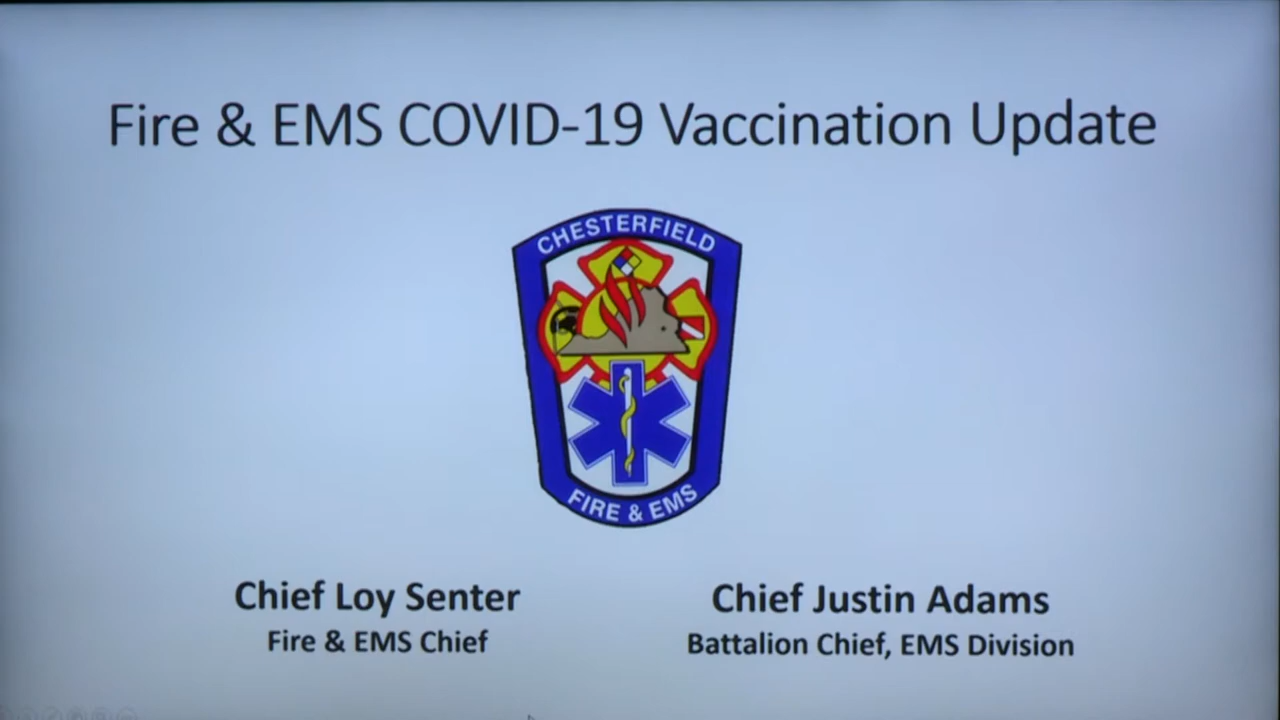 Fire & EMS COVID-19 Vaccination Update
CHESTERFIELD
FIRE & EMS
Chief Loy Senter
Fire & EMS Chief
Chief Justin Adams
Battalion Chief, EMS Division